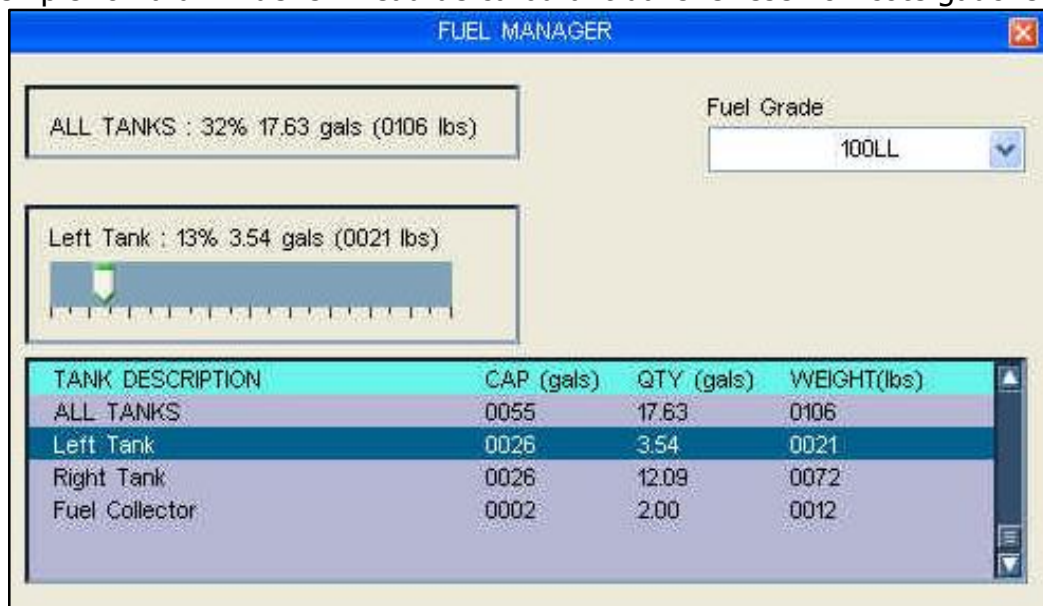 FUEL MANAGER
ALL TANKS : 32% 17.63 gals (0106 lbs)
Fuel Grade
100LL
Left Tank : 13% 3.54 gals (0021 lbs)
TANK DESCRIPTION CAP (gals) QTY (gals) WEIGHT(lbs)
ALL TANKS 0055 17.63 0106
Left Tank 0026 3.54 0021
Right Tank 0026 12.09 0072
Fuel Collector 0002 2.00 0012